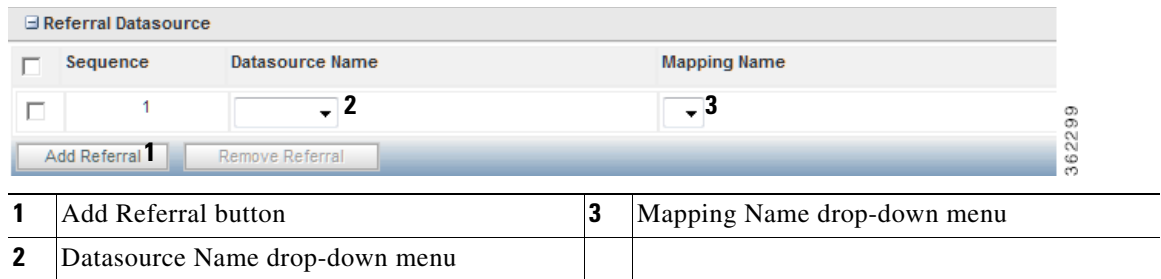 Referral Datasource
Sequence Datasource Name Mapping Name
1 2 3
Add Referral 1 Remove Referral
362299
1 Add Referral button 3 Mapping Name drop-down menu
2 Datasource Name drop-down menu